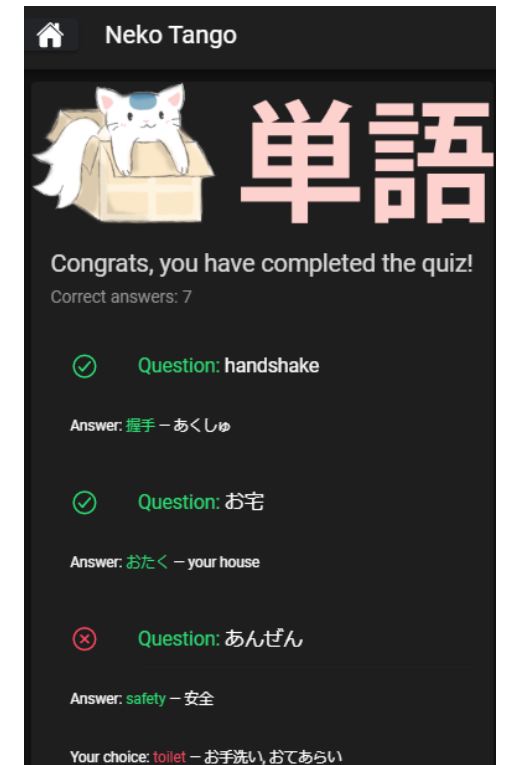 Neko Tango
単語
Congrats, you have completed the quiz!
Correct answers: 7
Question: handshake
Answer: 握手 — あくしゅ
Question: お宅
Answer: おたく — your house
Question: あんぜん
Answer: safety — 安全
Your choice: toilet — お手洗い, おてあらい